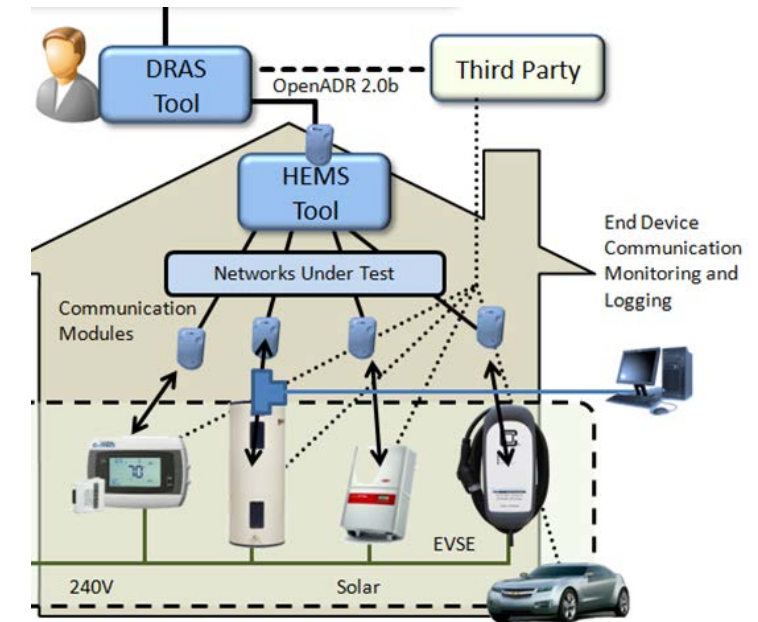 DRAS
Tool
OpenADR 2.0b
Third Party
HEMS
Tool
Networks Under Test
End Device
Communication
Monitoring and
Logging
Communication
Modules
70
EVSE
240V
Solar